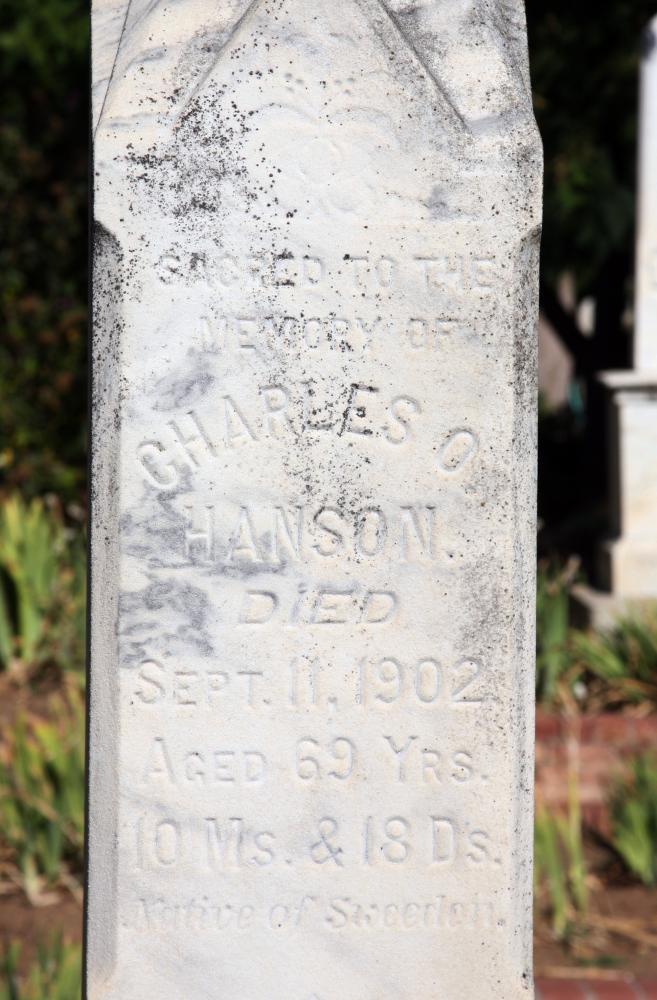 SACRED TO THE
MEMORY OF
CHARLES O
HANSON.
DIED
SEPT. 11, 1902
AGED 69 YRS.
10 MS. & 18 D'S.
Native of Sweeden.